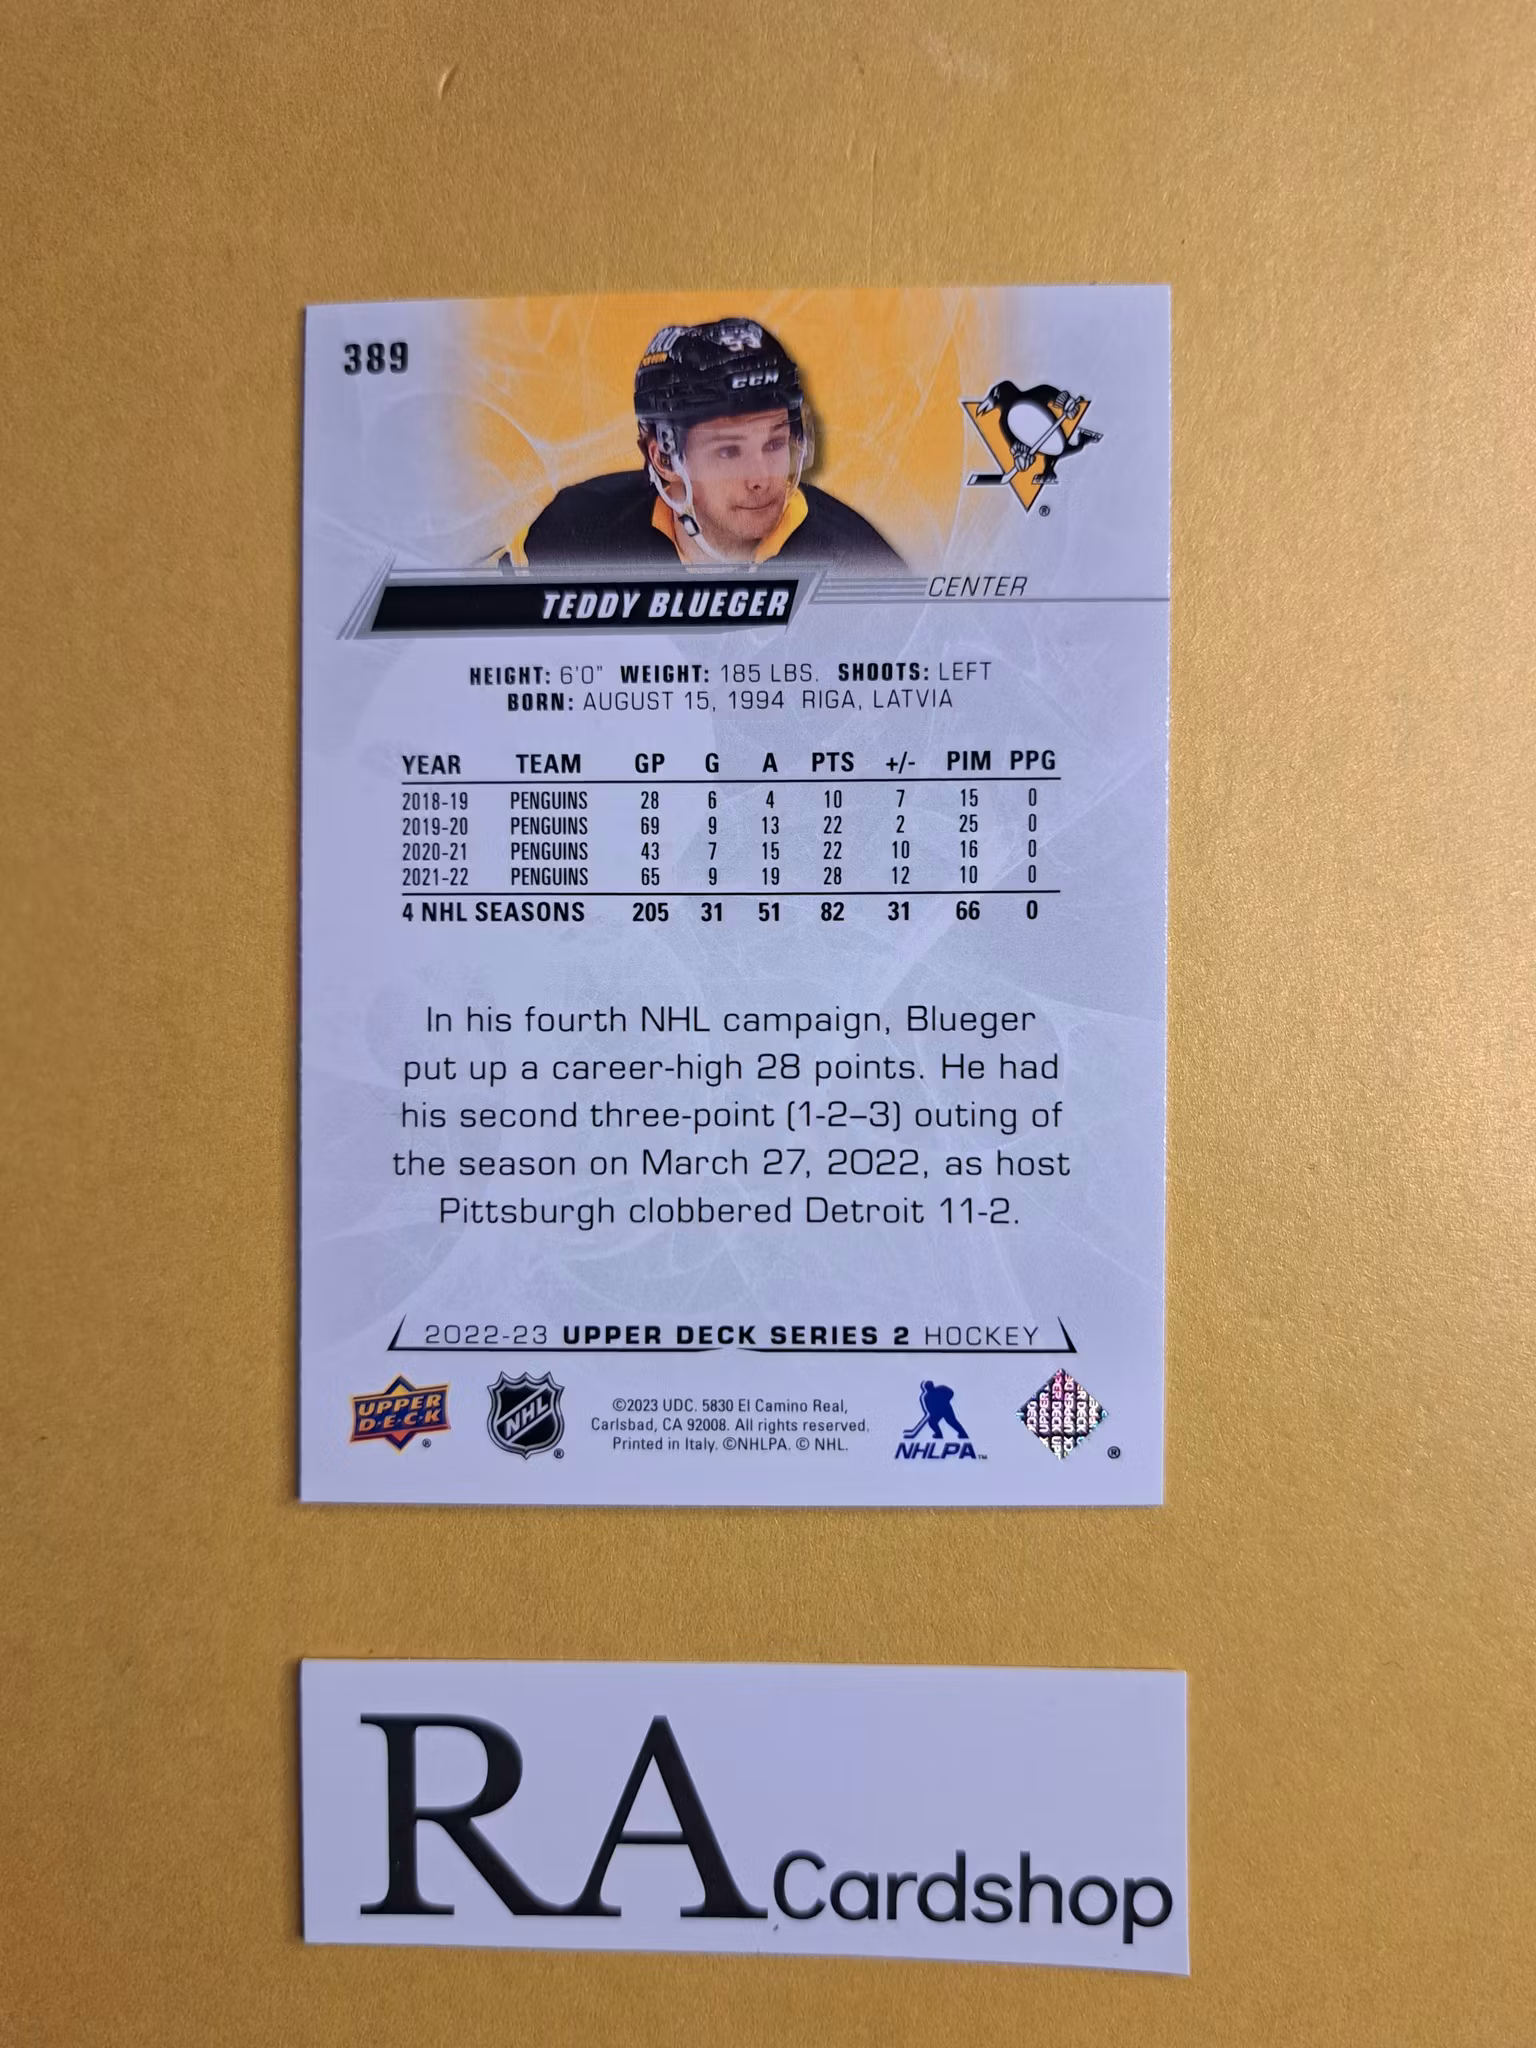 389
CCM
TEDDY BLUEGER
CENTER
HEIGHT: 6'0" WEIGHT: 185 LBS. SHOOTS: LEFT
BORN: AUGUST 15, 1994 RIGA, LATVIA
YEAR TEAM GP G A PTS +/- PIM PPG
2018-19 PENGUINS 28 6 4 10 7 15 0
2019-20 PENGUINS 69 9 13 22 2 25 0
2020-21 PENGUINS 43 7 15 22 10 16 0
2021-22 PENGUINS 65 9 19 28 12 10 0
4 NHL SEASONS 205 31 51 82 31 66 0
In his fourth NHL campaign, Blueger
put up a career-high 28 points. He had
his second three-point (1-2–3) outing of
the season on March 27, 2022, as host
Pittsburgh clobbered Detroit 11-2.
2022-23 UPPER DECK SERIES 2 HOCKEY
UPPER
D·E·C·K
®
NHL
®
©2023 UDC. 5830 El Camino Real,
Carlsbad, CA 92008. All rights reserved.
Printed in Italy. ©NHLPA. © NHL.
NHLPA™
UPPER DECK
®
RA Cardshop